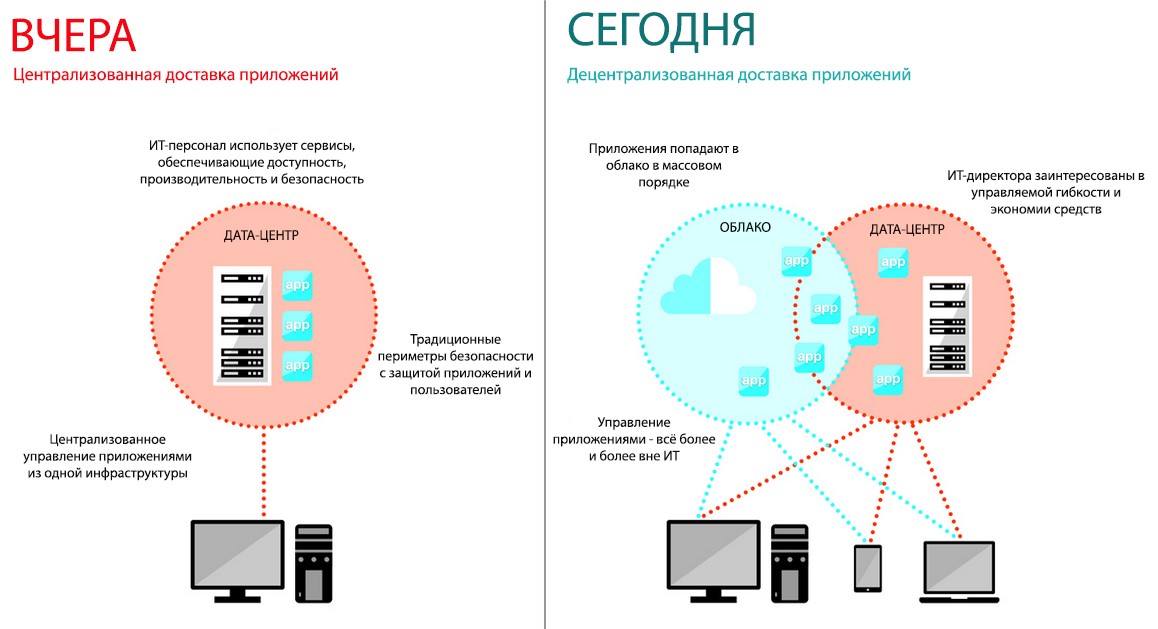 ВЧЕРА
Централизованная доставка приложений
ИТ-персонал использует сервисы,
обеспечивающие доступность,
производительность и безопасность
ДАТА-ЦЕНТР
app
app
app
Традиционные
периметры безопасности
с защитой приложений и
пользователей
Централизованное
управление приложениями
из одной инфраструктуры
СЕГОДНЯ
Децентрализованная доставка приложений
Приложения попадают в
облако в массовом
порядке
ИТ-директора заинтересованы в
управляемой гибкости и
экономии средств
ОБЛАКО
ДАТА-ЦЕНТР
app
app
app
app
app
app
app
Управление
приложениями - всё более
и более вне ИТ